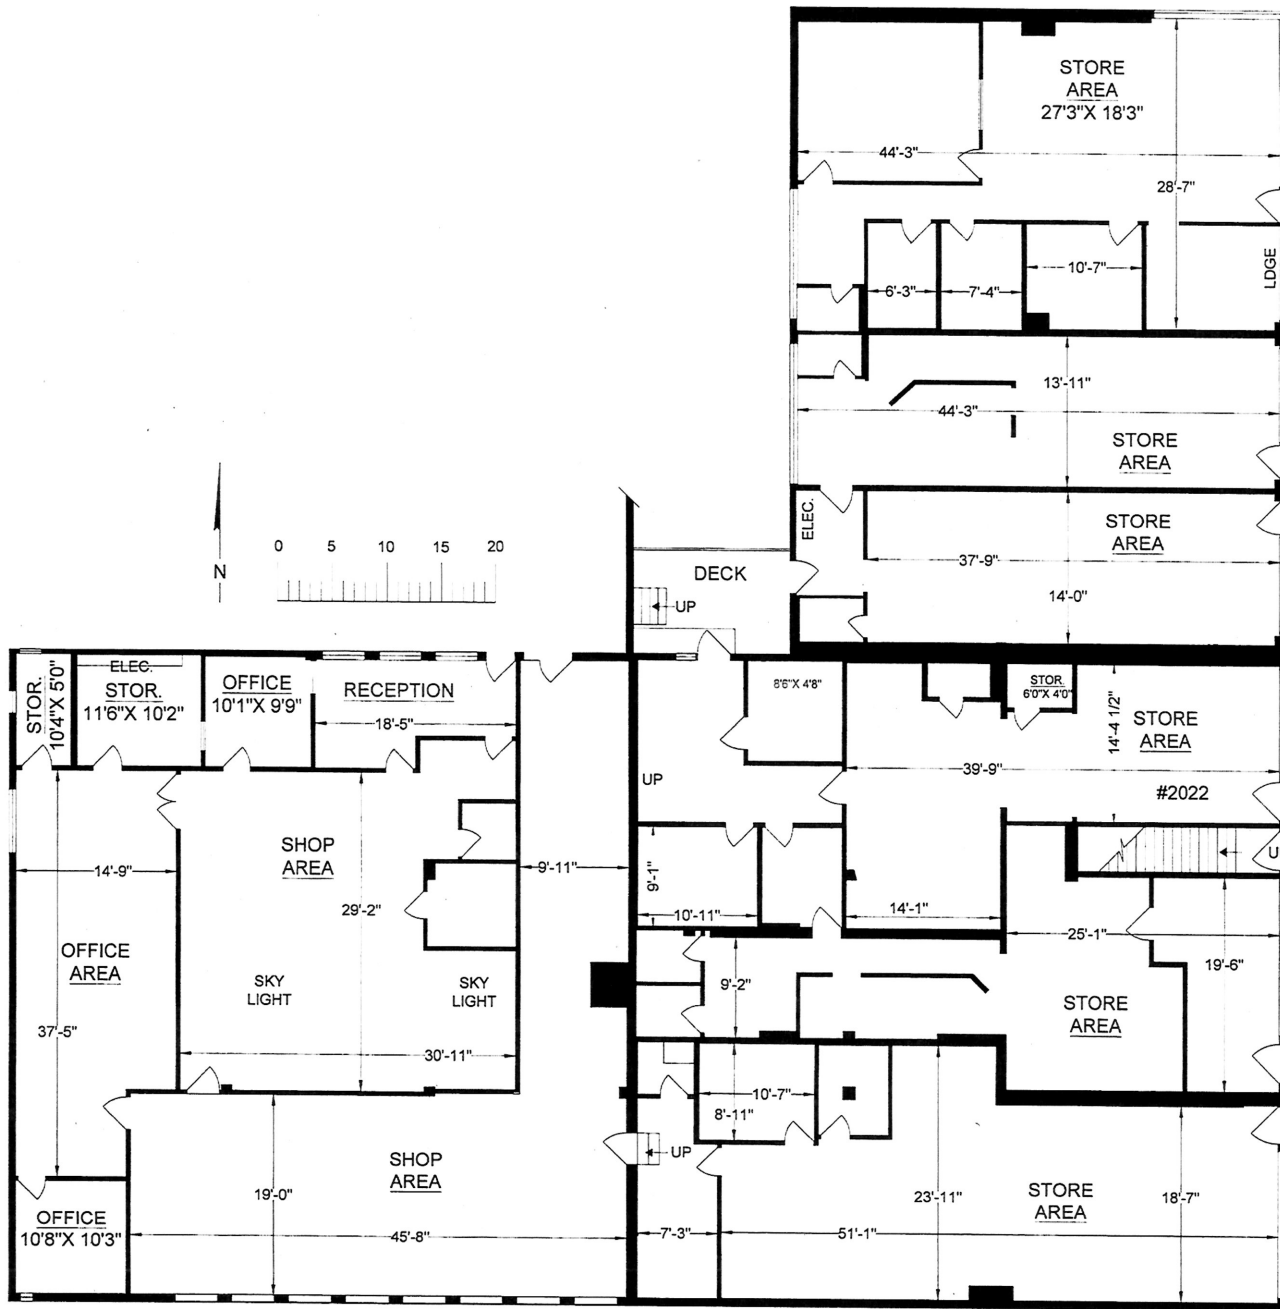 STORE
AREA
27'3"X 18'3"
44'-3"
28'-7"
LDGE
6'-3"
7'-4"
10'-7"
13'-11"
44'-3"
STORE
AREA
ELEC.
STORE
AREA
37'-9"
14'-0"
N
0 5 10 15 20
DECK
UP
STOR.
10'4"X 5'0"
ELEC.
STOR.
11'6"X 10'2"
OFFICE
10'1"X 9'9"
RECEPTION
18'-5"
8'6"X 4'8"
STOR.
6'0"X 4'0"
14'-4 1/2"
STORE
AREA
39'-9"
#2022
UP
SHOP
AREA
14'-9"
29'-2"
9'-11"
9'-1"
10'-11"
14'-1"
U
25'-1"
19'-6"
OFFICE
AREA
SKY
LIGHT
SKY
LIGHT
9'-2"
STORE
AREA
37'-5"
30'-11"
10'-7"
8'-11"
UP
SHOP
AREA
19'-0"
45'-8"
OFFICE
10'8"X 10'3"
7'-3"
51'-1"
23'-11"
STORE
AREA
18'-7"